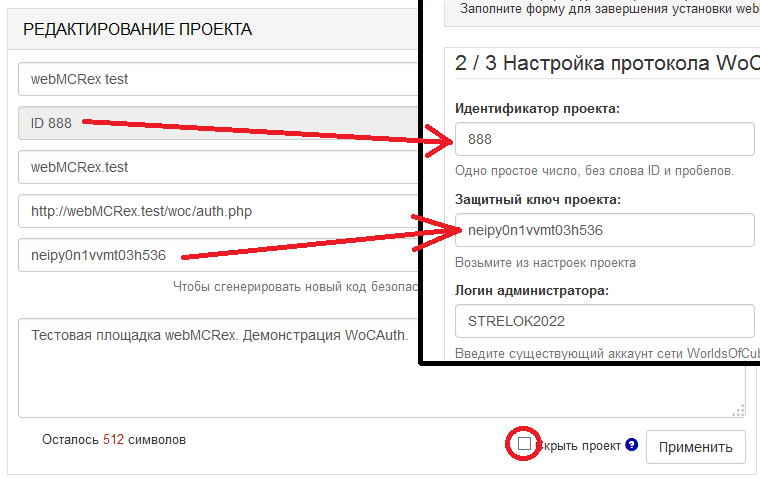 РЕДАКТИРОВАНИЕ ПРОЕКТА
webMCRex test
ID 888
webMCRex.test
http://webMCRex.test/woc/auth.php
neipy0n1vvmt03h536
Чтобы сгенерировать новый код безопас
Тестовая площадка webMCRex. Демонстрация WoCAuth.
Осталось 512 символов
Скрыть проект ?
Применить
Заполните форму для завершения установки web
2 / 3 Настройка протокола WoC
Идентификатор проекта:
888
Одно простое число, без слова ID и пробелов.
Защитный ключ проекта:
neipy0n1vvmt03h536
Возьмите из настроек проекта
Логин администратора:
STRELOK2022
Введите существующий аккаунт сети WorldsOfCub